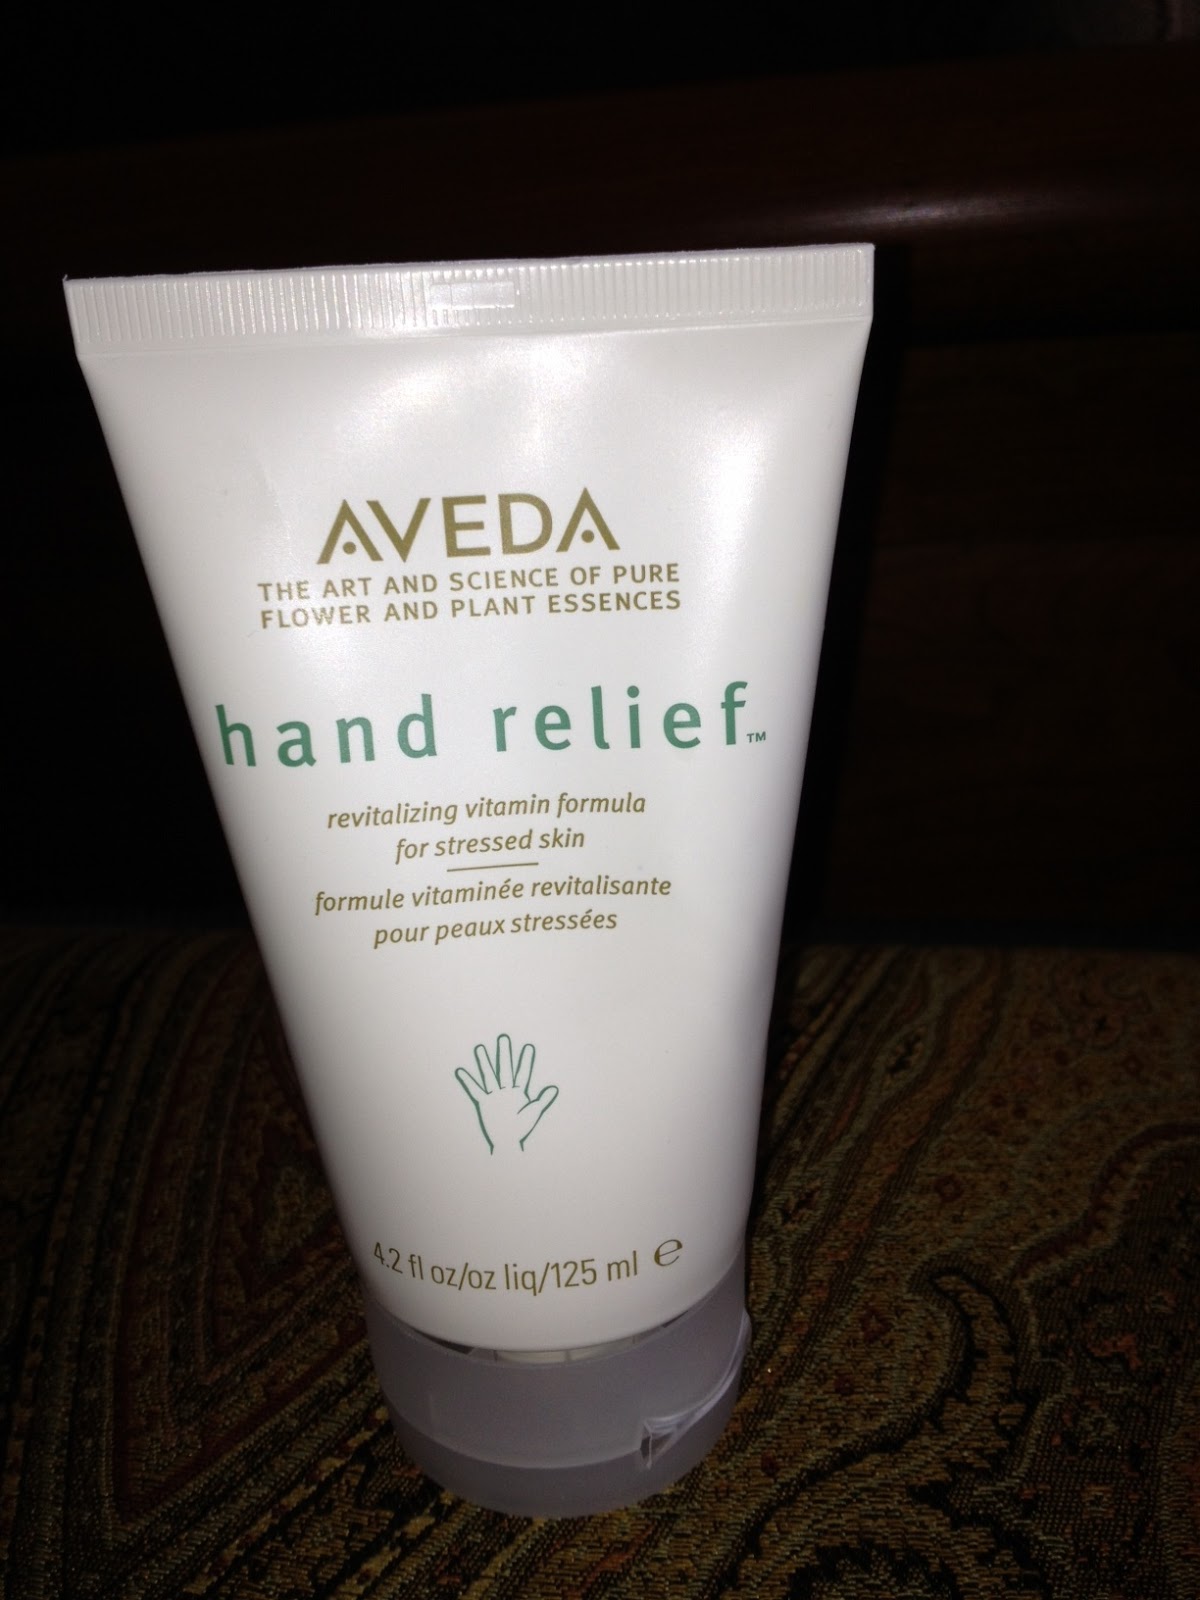 AVEDA
THE ART AND SCIENCE OF PURE
FLOWER AND PLANT ESSENCES
hand relief™
revitalizing vitamin formula
for stressed skin
formule vitaminée revitalisante
pour peaux stressées
4.2 fl oz/oz liq/125 ml ℮